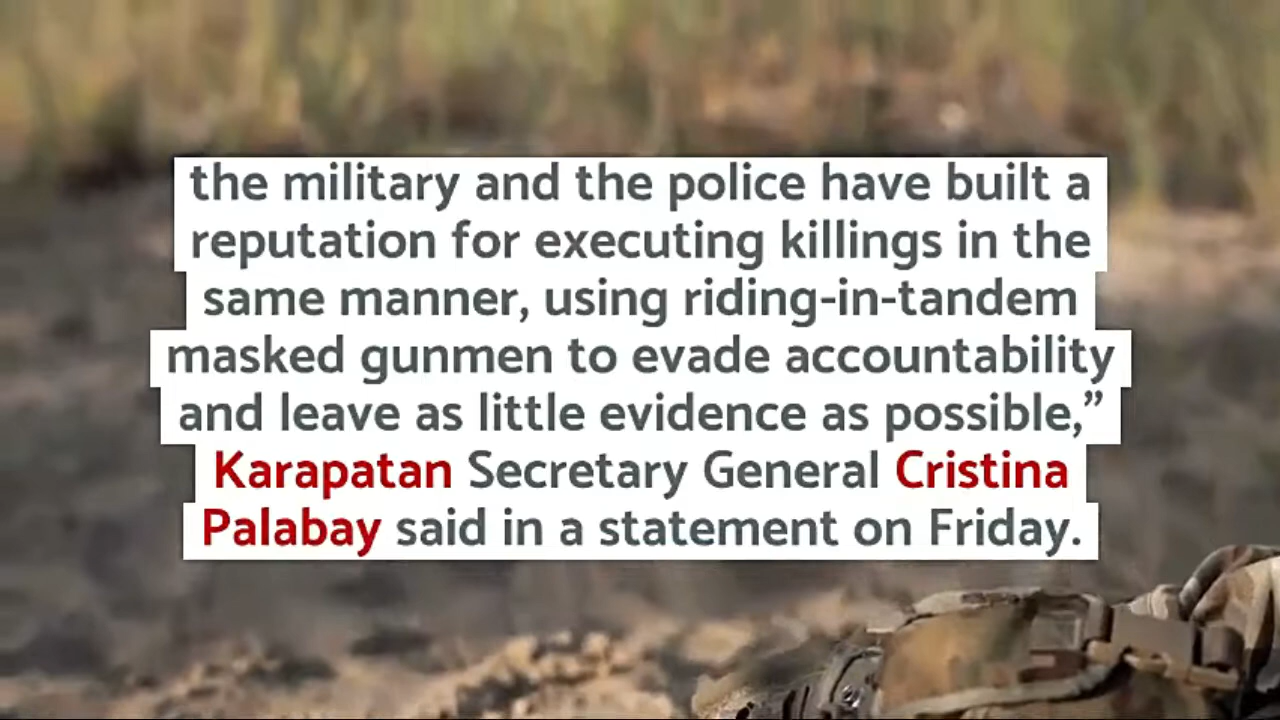 the military and the police have built a
reputation for executing killings in the
same manner, using riding-in-tandem
masked gunmen to evade accountability
and leave as little evidence as possible,”
Karapatan Secretary General Cristina
Palabay said in a statement on Friday.